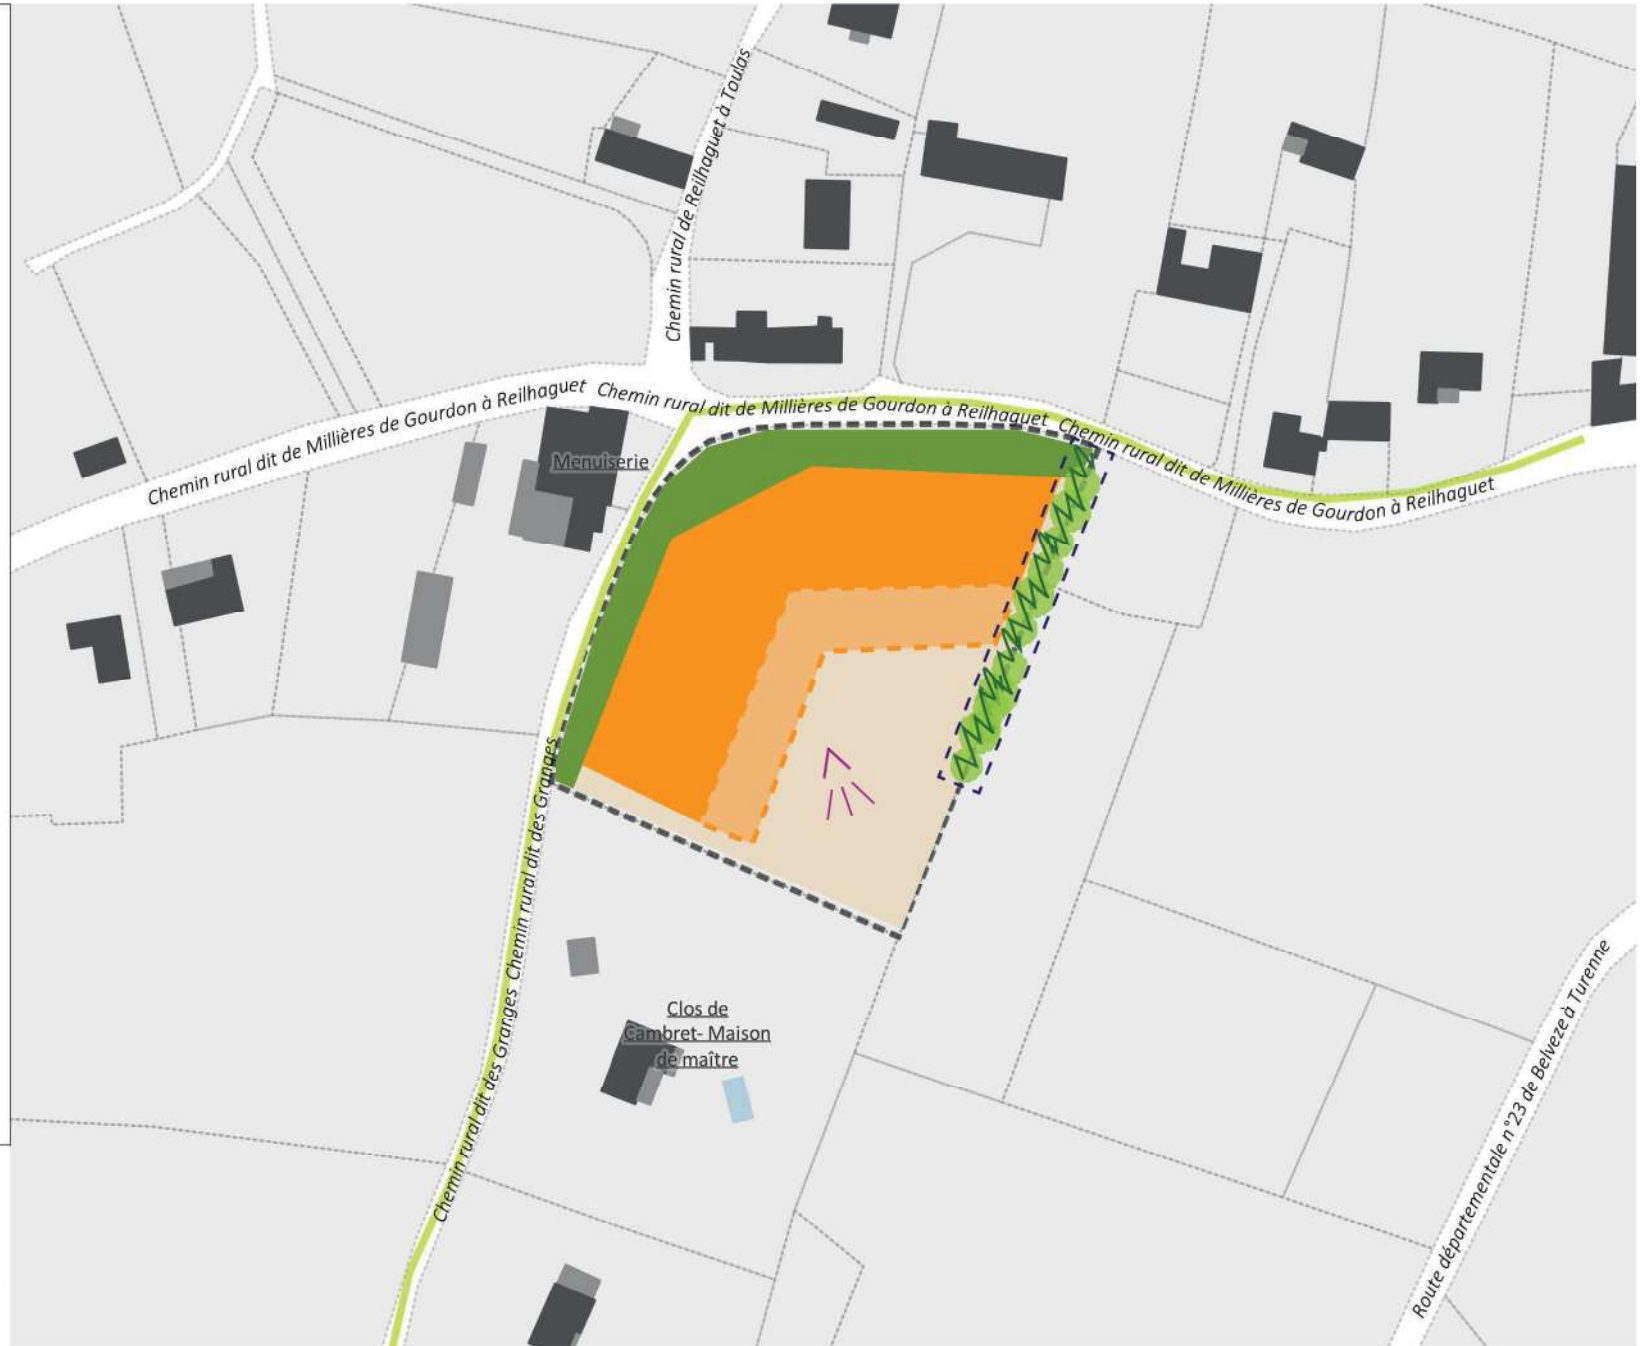 Chemin rural de Reilhaguet à Toulas
Chemin rural dit de Millières de Gourdon à Reilhaguet
Chemin rural dit de Millières de Gourdon à Reilhaguet
Chemin rural dit de Millières de Gourdon à Reilhaguet
Menuiserie
Chemin rural dit des Granges
Chemin rural dit des Granges
Clos de
Cambret- Maison
de maître
Route départementale n°23 de Belveze à Turenne